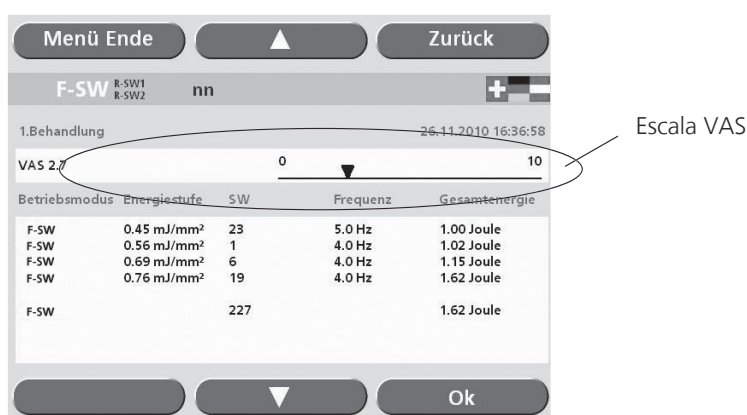 Menü Ende ▲ Zurück
F-SW R-SW1 R-SW2 nn
1.Behandlung 26.11.2010 16:36:58
Escala VAS
VAS 2.7 0 10
Betriebsmodus Energiestufe SW Frequenz Gesamtenergie
F-SW 0.45 mJ/mm² 23 5.0 Hz 1.00 Joule
F-SW 0.56 mJ/mm² 1 4.0 Hz 1.02 Joule
F-SW 0.69 mJ/mm² 6 4.0 Hz 1.15 Joule
F-SW 0.76 mJ/mm² 19 4.0 Hz 1.62 Joule
F-SW 227 1.62 Joule
▼ Ok